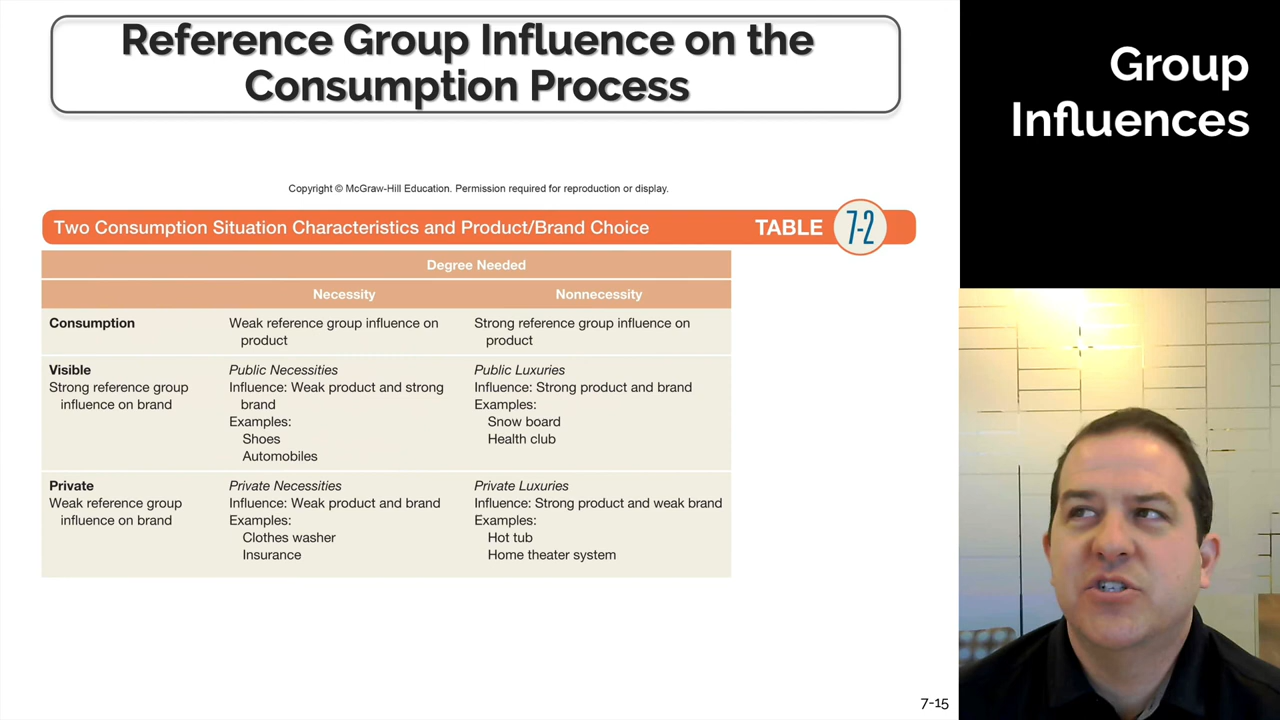 Reference Group Influence on the
Consumption Process
Group
Influences
Copyright © McGraw-Hill Education. Permission required for reproduction or display.
Two Consumption Situation Characteristics and Product/Brand Choice TABLE 7-2
Degree Needed
Necessity Nonnecessity
Consumption Weak reference group influence on Strong reference group influence on
product product
Visible Public Necessities Public Luxuries
Strong reference group Influence: Weak product and strong Influence: Strong product and brand
influence on brand brand Examples:
Examples: Snow board
Shoes Health club
Automobiles
Private Private Necessities Private Luxuries
Weak reference group Influence: Weak product and brand Influence: Strong product and weak brand
influence on brand Examples: Examples:
Clothes washer Hot tub
Insurance Home theater system
7-15